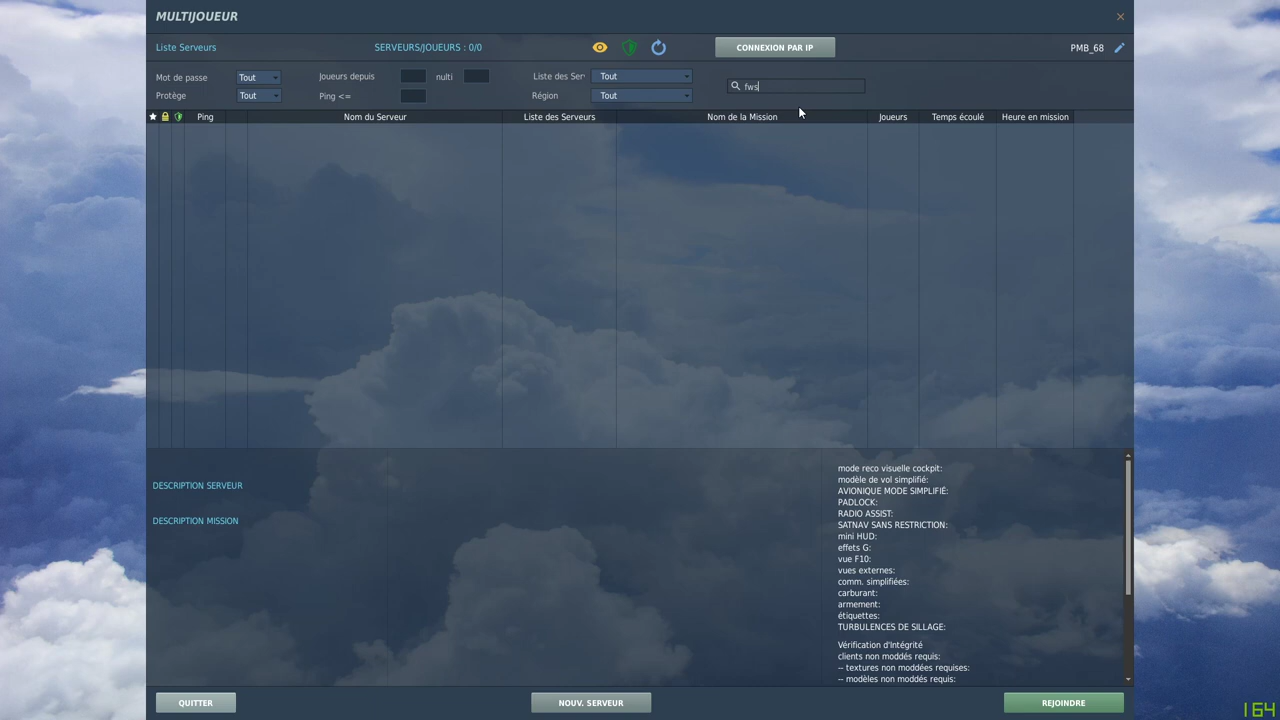 MULTIJOUEUR
Liste Serveurs SERVEURS/JOUEURS : 0/0 CONNEXION PAR IP PMB_68
Mot de passe Tout Joueurs depuis nulti Liste des Ser Tout
fws
Protège Tout Ping <= Région Tout
Ping Nom du Serveur Liste des Serveurs Nom de la Mission Joueurs Temps écoulé Heure en mission
DESCRIPTION SERVEUR
DESCRIPTION MISSION
mode reco visuelle cockpit:
modèle de vol simplifié:
AVIONIQUE MODE SIMPLIFIÉ:
PADLOCK:
RADIO ASSIST:
SATNAV SANS RESTRICTION:
mini HUD:
effets G:
vue F10:
vues externes:
comm. simplifiées:
carburant:
armement:
étiquettes:
TURBULENCES DE SILLAGE:
Vérification d'Intégrité
clients non moddés requis:
-- textures non moddées requises:
-- modèles non moddés requis:
QUITTER NOUV. SERVEUR REJOINDRE
164